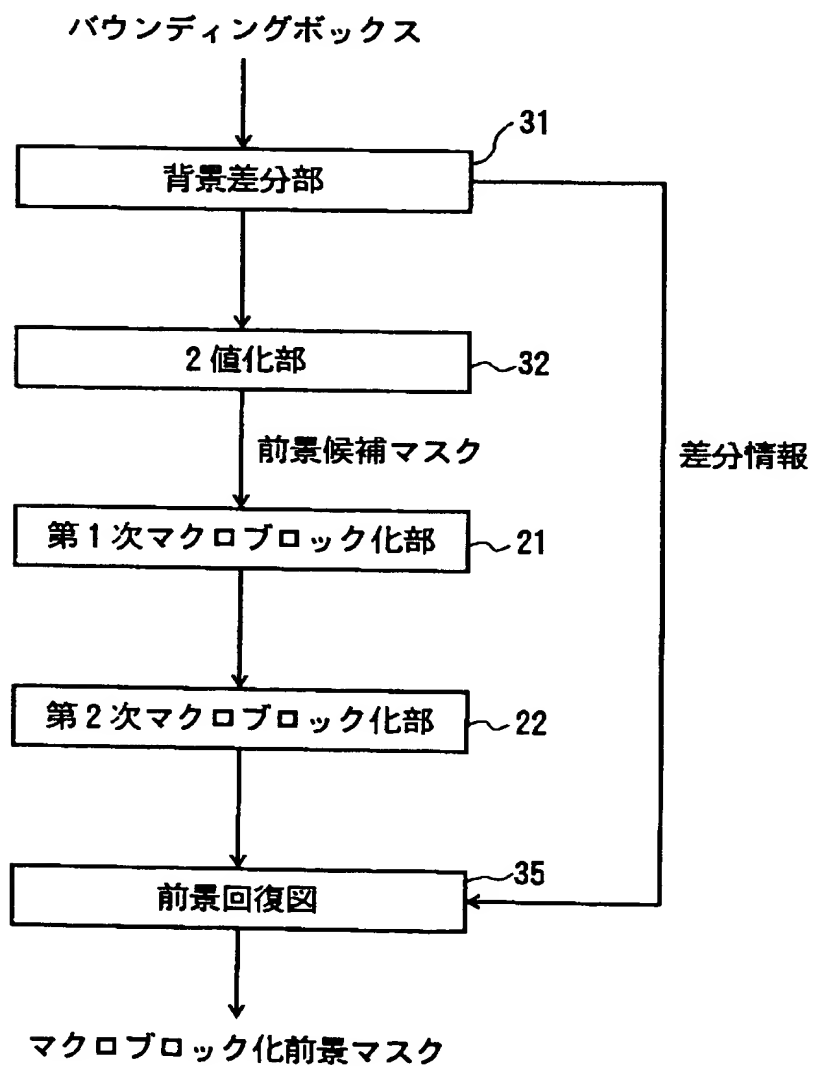 バウンディングボックス
31
背景差分部
2値化部
32
前景候補マスク
差分情報
第1次マクロブロック化部
21
第2次マクロブロック化部
22
35
前景回復図
マクロブロック化前景マスク